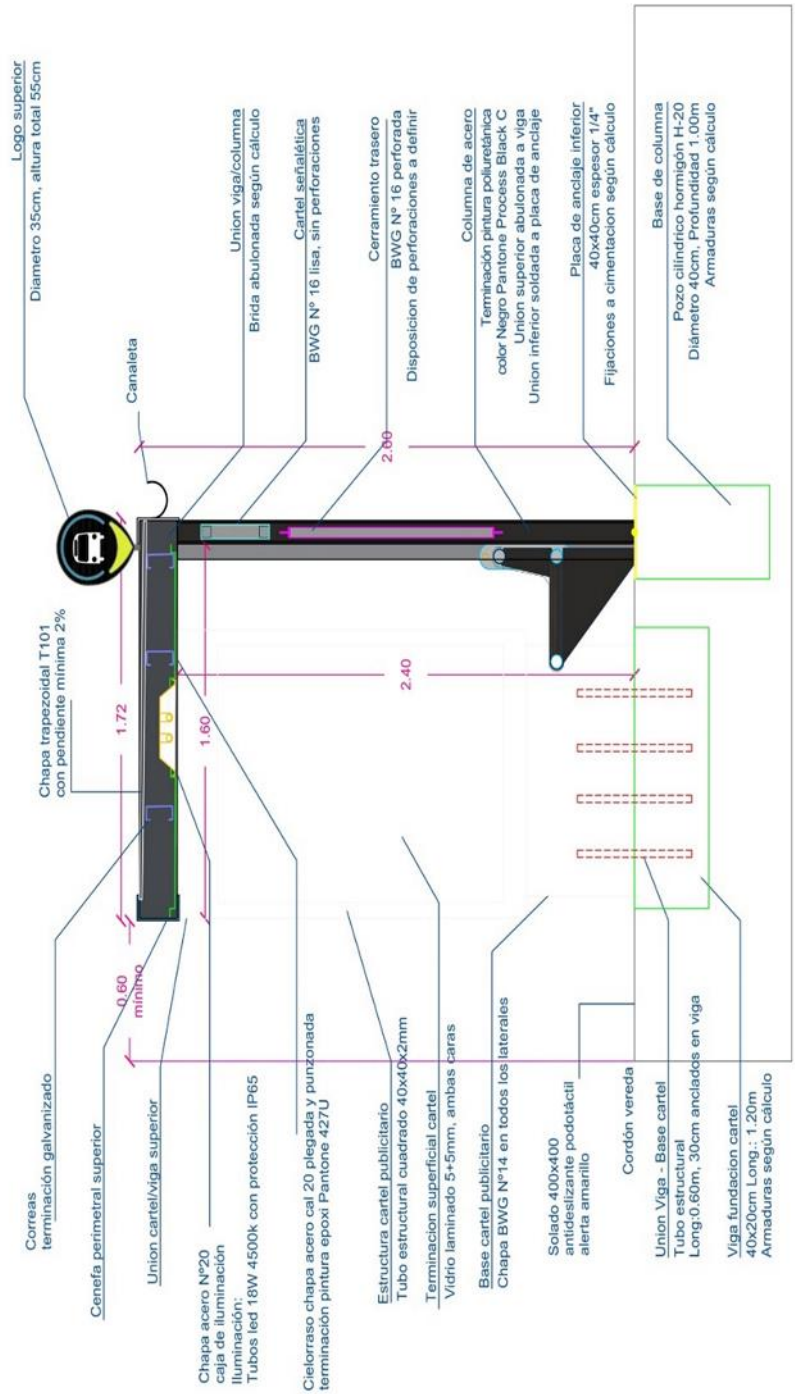 Logo superior
Diametro 35cm, altura total 55cm
Canaleta
Union viga/columna
Brida abulonada según cálculo
Cartel señalética
BWG Nº 16 lisa, sin perforaciones
Cerramiento trasero
BWG Nº 16 perforada
Disposicion de perforaciones a definir
Columna de acero
Terminación pintura poliuretánica
color Negro Pantone Process Black C
Union superior abulonada a viga
Union inferior soldada a placa de anclaje
Placa de anclaje inferior
40x40cm espesor 1/4"
Fijaciones a cimentacion según cálculo
Base de columna
Pozo cilíndrico hormigón H-20
Diámetro 40cm, Profundidad 1.00m
Armaduras según cálculo
Chapa trapezoidal T101
con pendiente mínima 2%
1.72
1.60
0.60
mínimo
2.60
2.40
Correas
terminación galvanizado
Cenefa perimetral superior
Union cartel/viga superior
Chapa acero Nº20
caja de iluminación
Iluminación:
Tubos led 18W 4500k con protección IP65
Cielorraso chapa acero cal 20 plegada y punzonada
terminación pintura epoxi Pantone 427U
Estructura cartel publicitario
Tubo estructural cuadrado 40x40x2mm
Terminacion superficial cartel
Vidrio laminado 5+5mm, ambas caras
Base cartel publicitario
Chapa BWG Nº14 en todos los laterales
Solado 400x400
antideslizante podotáctil
alerta amarillo
Cordón vereda
Union Viga - Base cartel
Tubo estructural
Long:0.60m, 30cm anclados en viga
Viga fundacion cartel
40x20cm Long.: 1.20m
Armaduras según cálculo